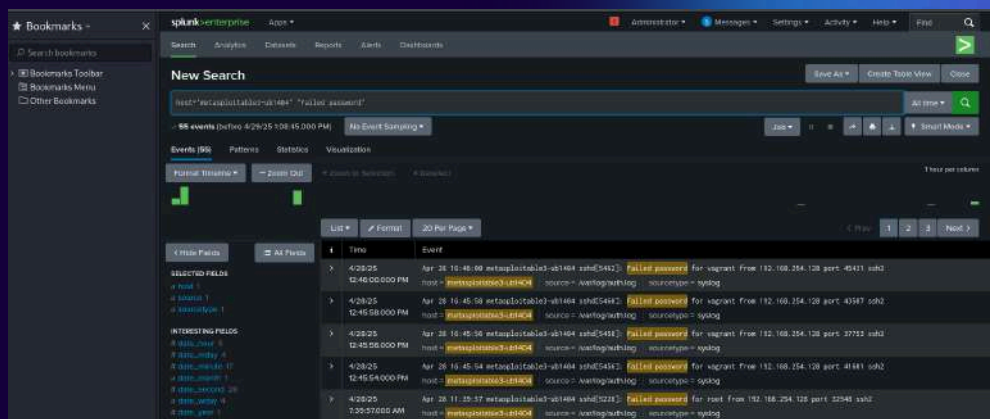 Bookmarks
Search bookmarks
Bookmarks Toolbar
Bookmarks Menu
Other Bookmarks
splunk>enterprise Apps
Administrator Messages Settings Activity Help Find
Search Analytics Datasets Reports Alerts Dashboards
New Search
Save As Create Table View Close
host="metasploitable3-ub1404" "failed password"
All time
55 events (before 4/29/25 1:08:45.000 PM) No Event Sampling
Job Smart Mode
Events (55) Patterns Statistics Visualization
Format Timeline — Zoom Out + Zoom to Selection × Deselect
1 hour per column
List Format 20 Per Page
< Prev 1 2 3 Next >
< Hide Fields All Fields
i Time Event
SELECTED FIELDS
a host 1
a source 1
a sourcetype 1
INTERESTING FIELDS
# date_hour
# date_mday 4
# date_minute 17
a date_month 1
# date_second 28
a date_wday 4
# date_year 1
4/28/25
12:46:00.000 PM
Apr 28 16:46:00 metasploitable3-ub1404 sshd[5462]: Failed password for vagrant from 192.168.254.128 port 45431 ssh2
host = metasploitable3-ub1404 source = /var/log/auth.log sourcetype = syslog
4/28/25
12:45:58.000 PM
Apr 28 16:45:58 metasploitable3-ub1404 Failed password for vagrant from 192.168.254.128 port 43587 ssh2
host = metasploitable3-ub1404 source = /var/log/auth.log sourcetype = syslog
4/28/25
12:45:56.000 PM
Apr 28 16:45:56 metasploitable3-ub1404 Failed password for vagrant from 192.168.254.128 port 37753 ssh2
host = metasploitable3-ub1404 source = /var/log/auth.log sourcetype = syslog
4/28/25
12:45:54.000 PM
Apr 28 16:45:54 metasploitable3-ub1404 Failed password for vagrant from 192.168.254.128 port 41681 ssh2
host = metasploitable3-ub1404 source = /var/log/auth.log sourcetype = syslog
4/28/25
7:39:57.000 AM
Apr 28 11:39:57 metasploitable3-ub1404 Failed password for root from 192.168.254.128 port 32548 ssh2
host = metasploitable3-ub1404 source = /var/log/auth.log sourcetype = syslog